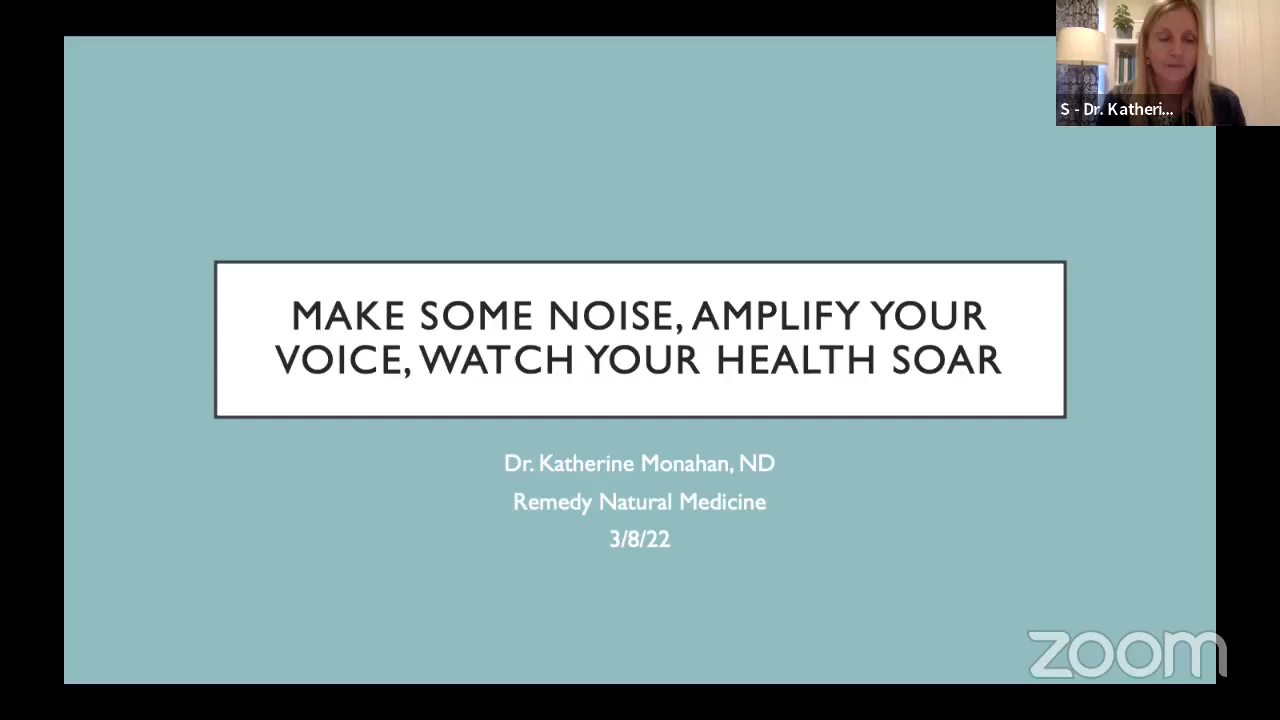 S - Dr. Katheri...
MAKE SOME NOISE, AMPLIFY YOUR
VOICE, WATCH YOUR HEALTH SOAR
Dr. Katherine Monahan, ND
Remedy Natural Medicine
3/8/22
zoom